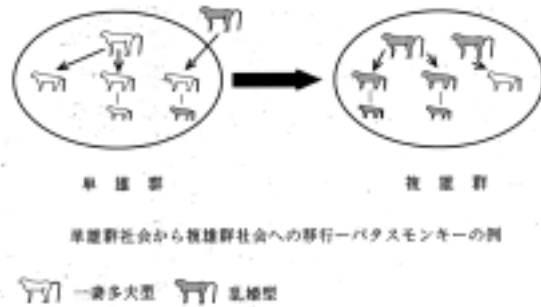 単雄群
複雄群
単雄群社会から複雄群社会への移行ーパタスモンキーの例
一妻多夫型 乱婚型